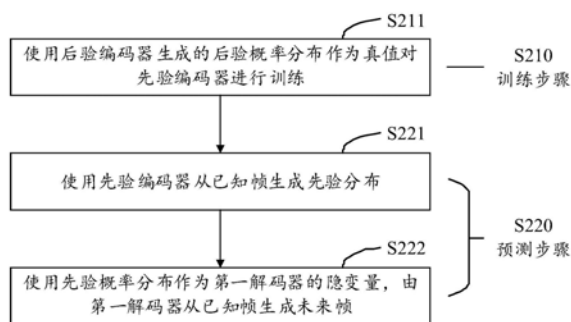 S211
使用后验编码器生成的后验概率分布作为真值对
先验编码器进行训练
S210
训练步骤
S221
使用先验编码器从已知帧生成先验分布
S220
预测步骤
S222
使用先验概率分布作为第一解码器的隐变量，由
第一解码器从已知帧生成未来帧